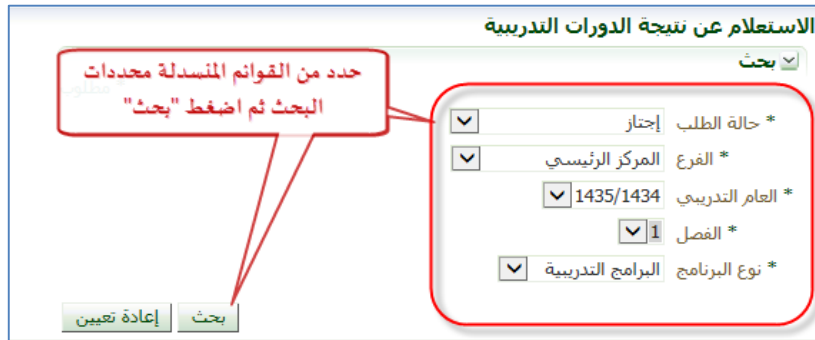 الاستعلام عن نتيجة الدورات التدريبية
بحث
حدد من القوائم المنسدلة محددات
البحث ثم اضغط "بحث"
* حالة الطلب إجتاز
* الفرع المركز الرئيسي
* العام التدريبي 1435/1434
* الفصل 1
* نوع البرنامج البرامج التدريبية
بحث إعادة تعيين